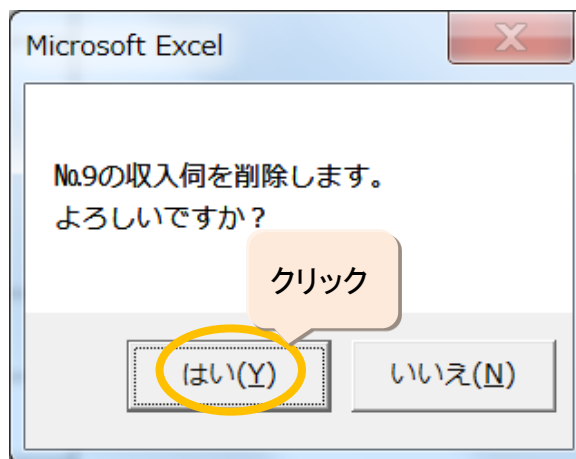 Microsoft Excel
№9の収入伺を削除します。
よろしいですか？
クリック
はい(Y)
いいえ(N)